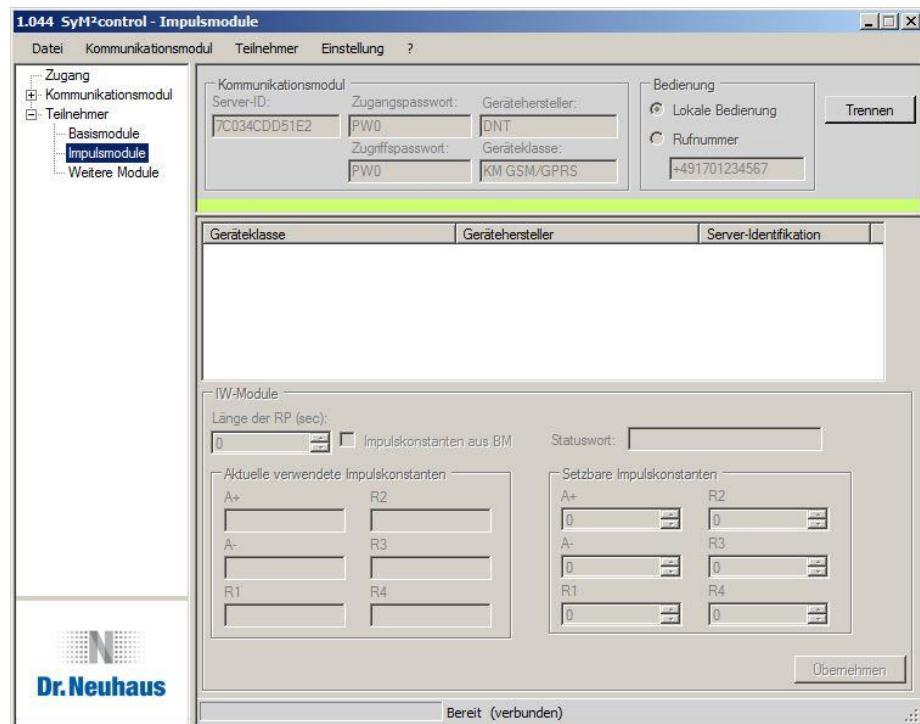 1.044 SyM²control - Impulsmodule
Datei Kommunikationsmodul Teilnehmer Einstellung ?
Zugang
Kommunikationsmodul
Teilnehmer
Basismodule
Impulsmodule
Weitere Module
Kommunikationsmodul
Server-ID: Zugangspasswort: Gerätehersteller:
7C034CDD51E2 PW0 DNT
Zugriffspasswort: Geräteklasse:
PW0 KM GSM/GPRS
Bedienung
Lokale Bedienung
Rufnummer
+491701234567
Trennen
Geräteklasse Gerätehersteller Server-Identifikation
IW-Module
Länge der RP (sec):
0 Impulskonstanten aus BM Statuswort:
Aktuelle verwendete Impulskonstanten
A+ R2
A- R3
R1 R4
Setzbare Impulskonstanten
A+ R2
0 0
A- R3
0 0
R1 R4
0 0
Übernehmen
N
Dr.Neuhaus
Bereit (verbunden)